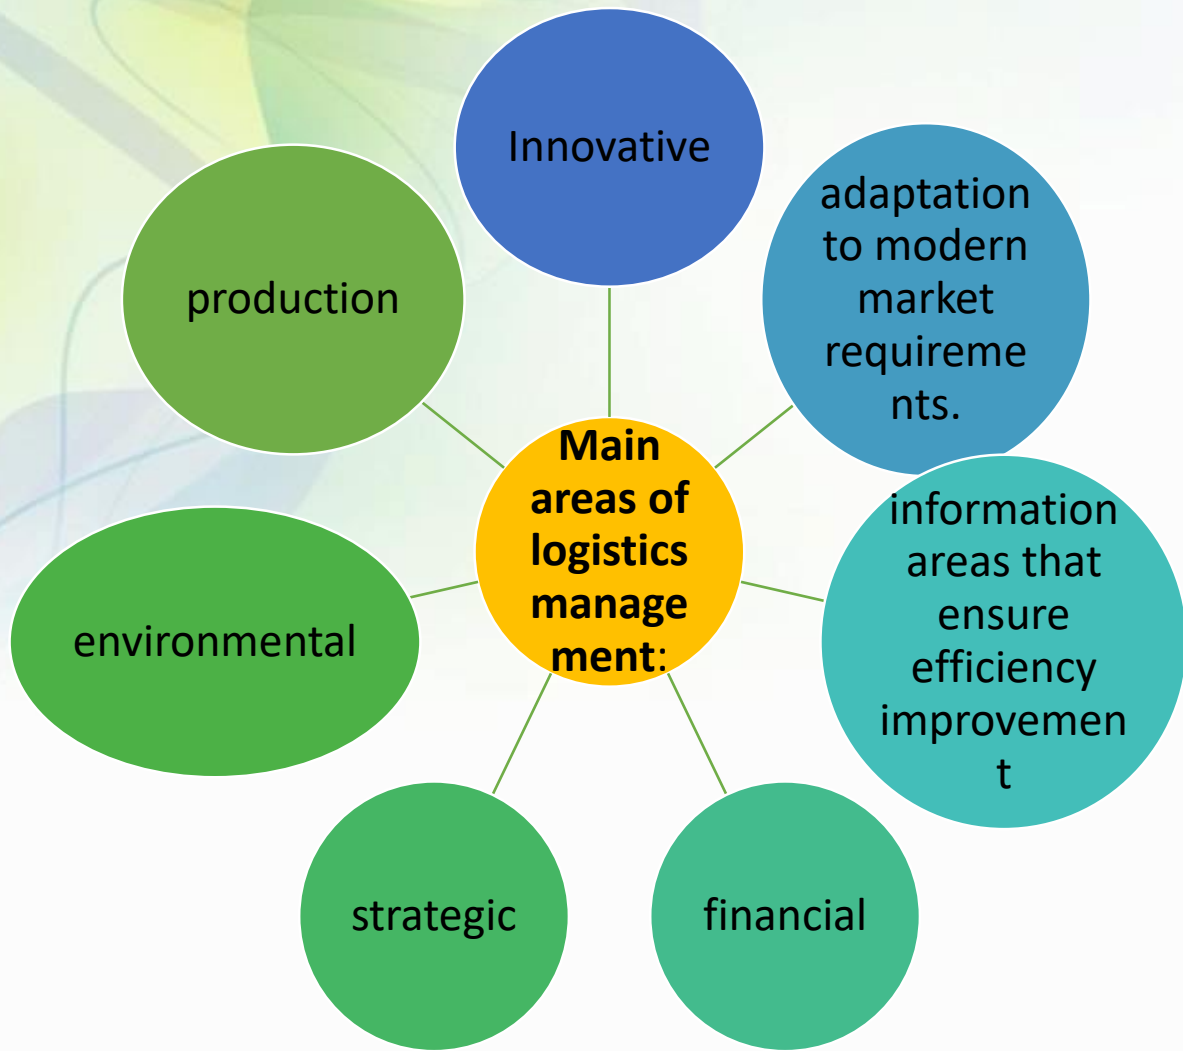 Innovative
adaptation
to modern
market
requireme
nts.
information
areas that
ensure
efficiency
improvemen
t
financial
strategic
environmental
production
Main
areas of
logistics
manage
ment: